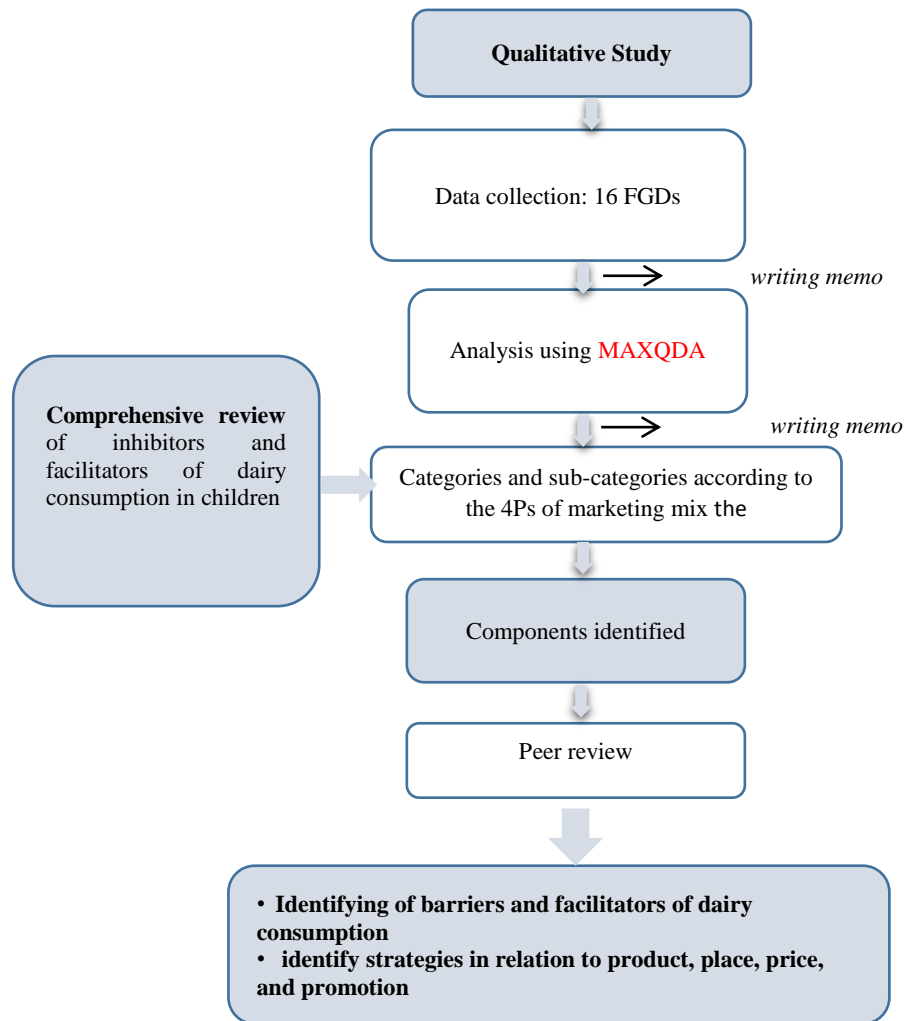 Qualitative Study
Data collection: 16 FGDs
writing memo
Analysis using MAXQDA
writing memo
Comprehensive review
of inhibitors and
facilitators of dairy
consumption in children
Categories and sub-categories according to
the 4Ps of marketing mix the
Components identified
Peer review
• Identifying of barriers and facilitators of dairy
consumption
• identify strategies in relation to product, place, price,
and promotion